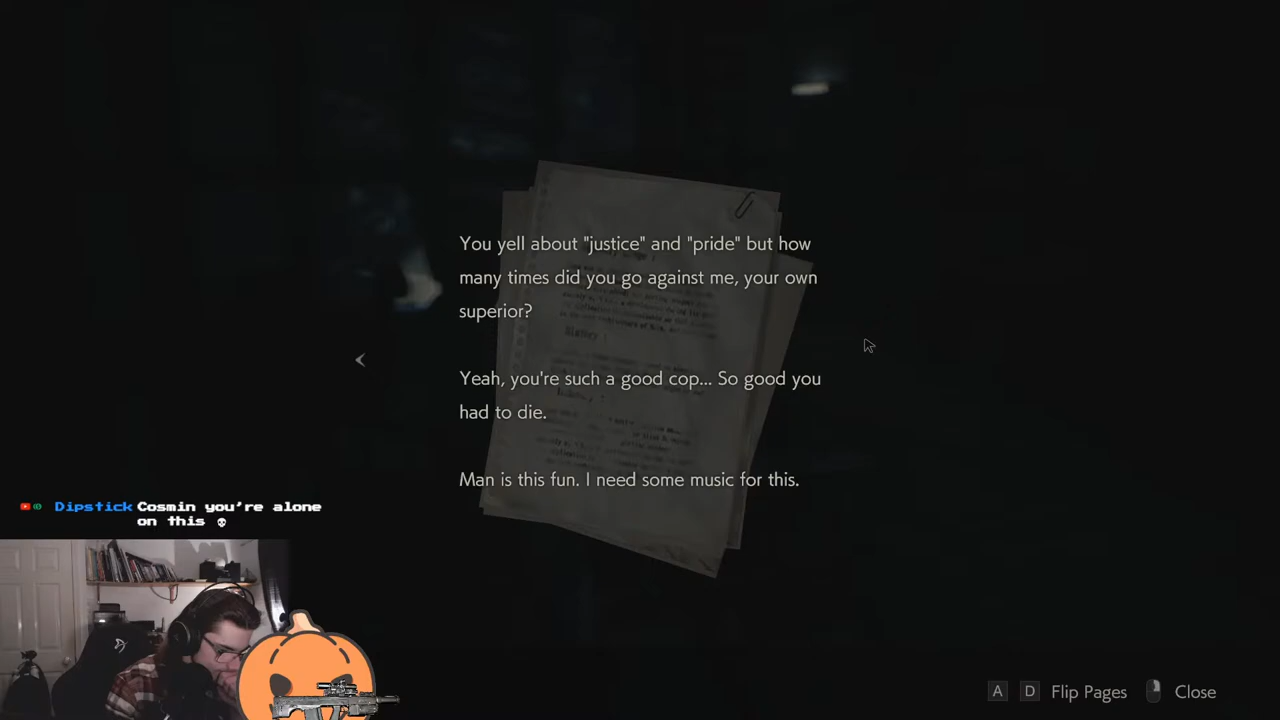 You yell about "justice" and "pride" but how
many times did you go against me, your own
superior?
Yeah, you're such a good cop... So good you
had to die.
Man is this fun. I need some music for this.
Dipstick Cosmin you're alone
on this 💀
A D Flip Pages Close